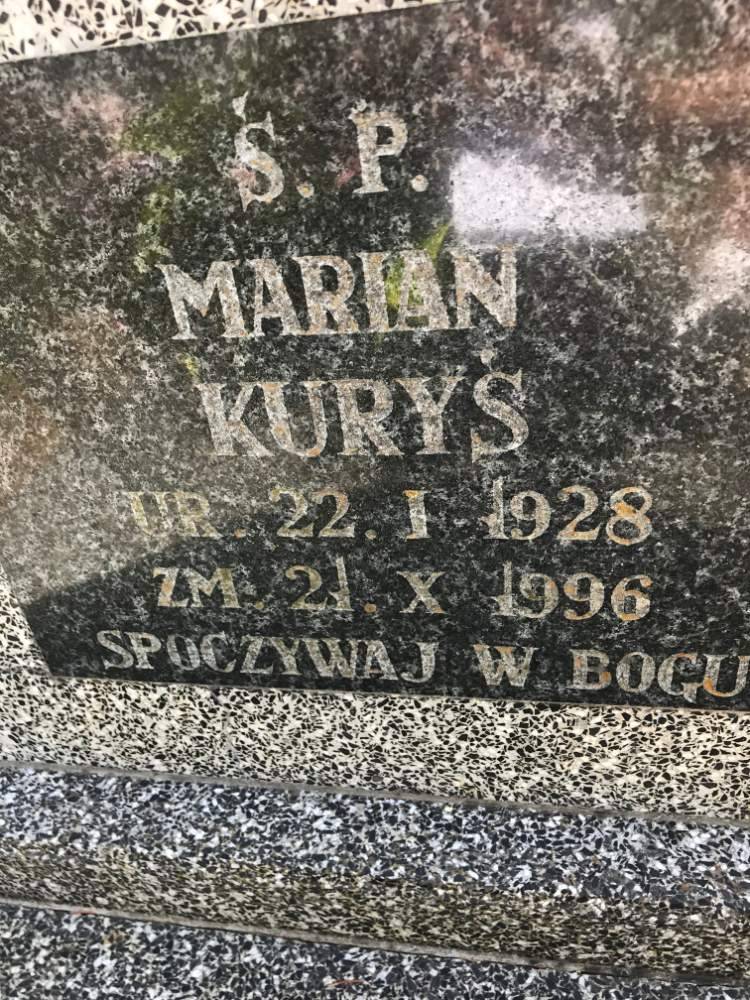 Ś. P.
MARIAN
KURYŚ
UR. 22. I 1928
ZM. 21. X 1996
SPOCZYWAJ W BOGU